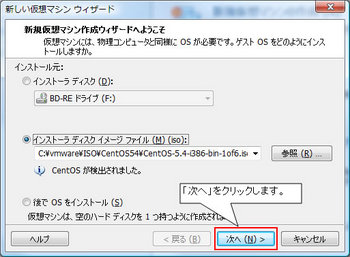 新しい仮想マシン ウィザード
新規仮想マシン作成ウィザードへようこそ
仮想マシンには、物理コンピュータと同様に OS が必要です。ゲスト OS をどのようにインストールしますか。
インストール元:
インストーラ ディスク (D):
BD-RE ドライブ (F:)
インストーラ ディスク イメージ ファイル (M) (iso):
C:¥vmware¥ISO¥CentOS54¥CentOS-5.4-i386-bin-1of6.iso
参照 (R) ...
CentOS が検出されました。
「次へ」をクリックします。
後で OS をインストール (S)
仮想マシンは、空のハード ディスクを 1 つ持つように作成され
ヘルプ
< 戻る (B)
次へ (N) >
キャンセル